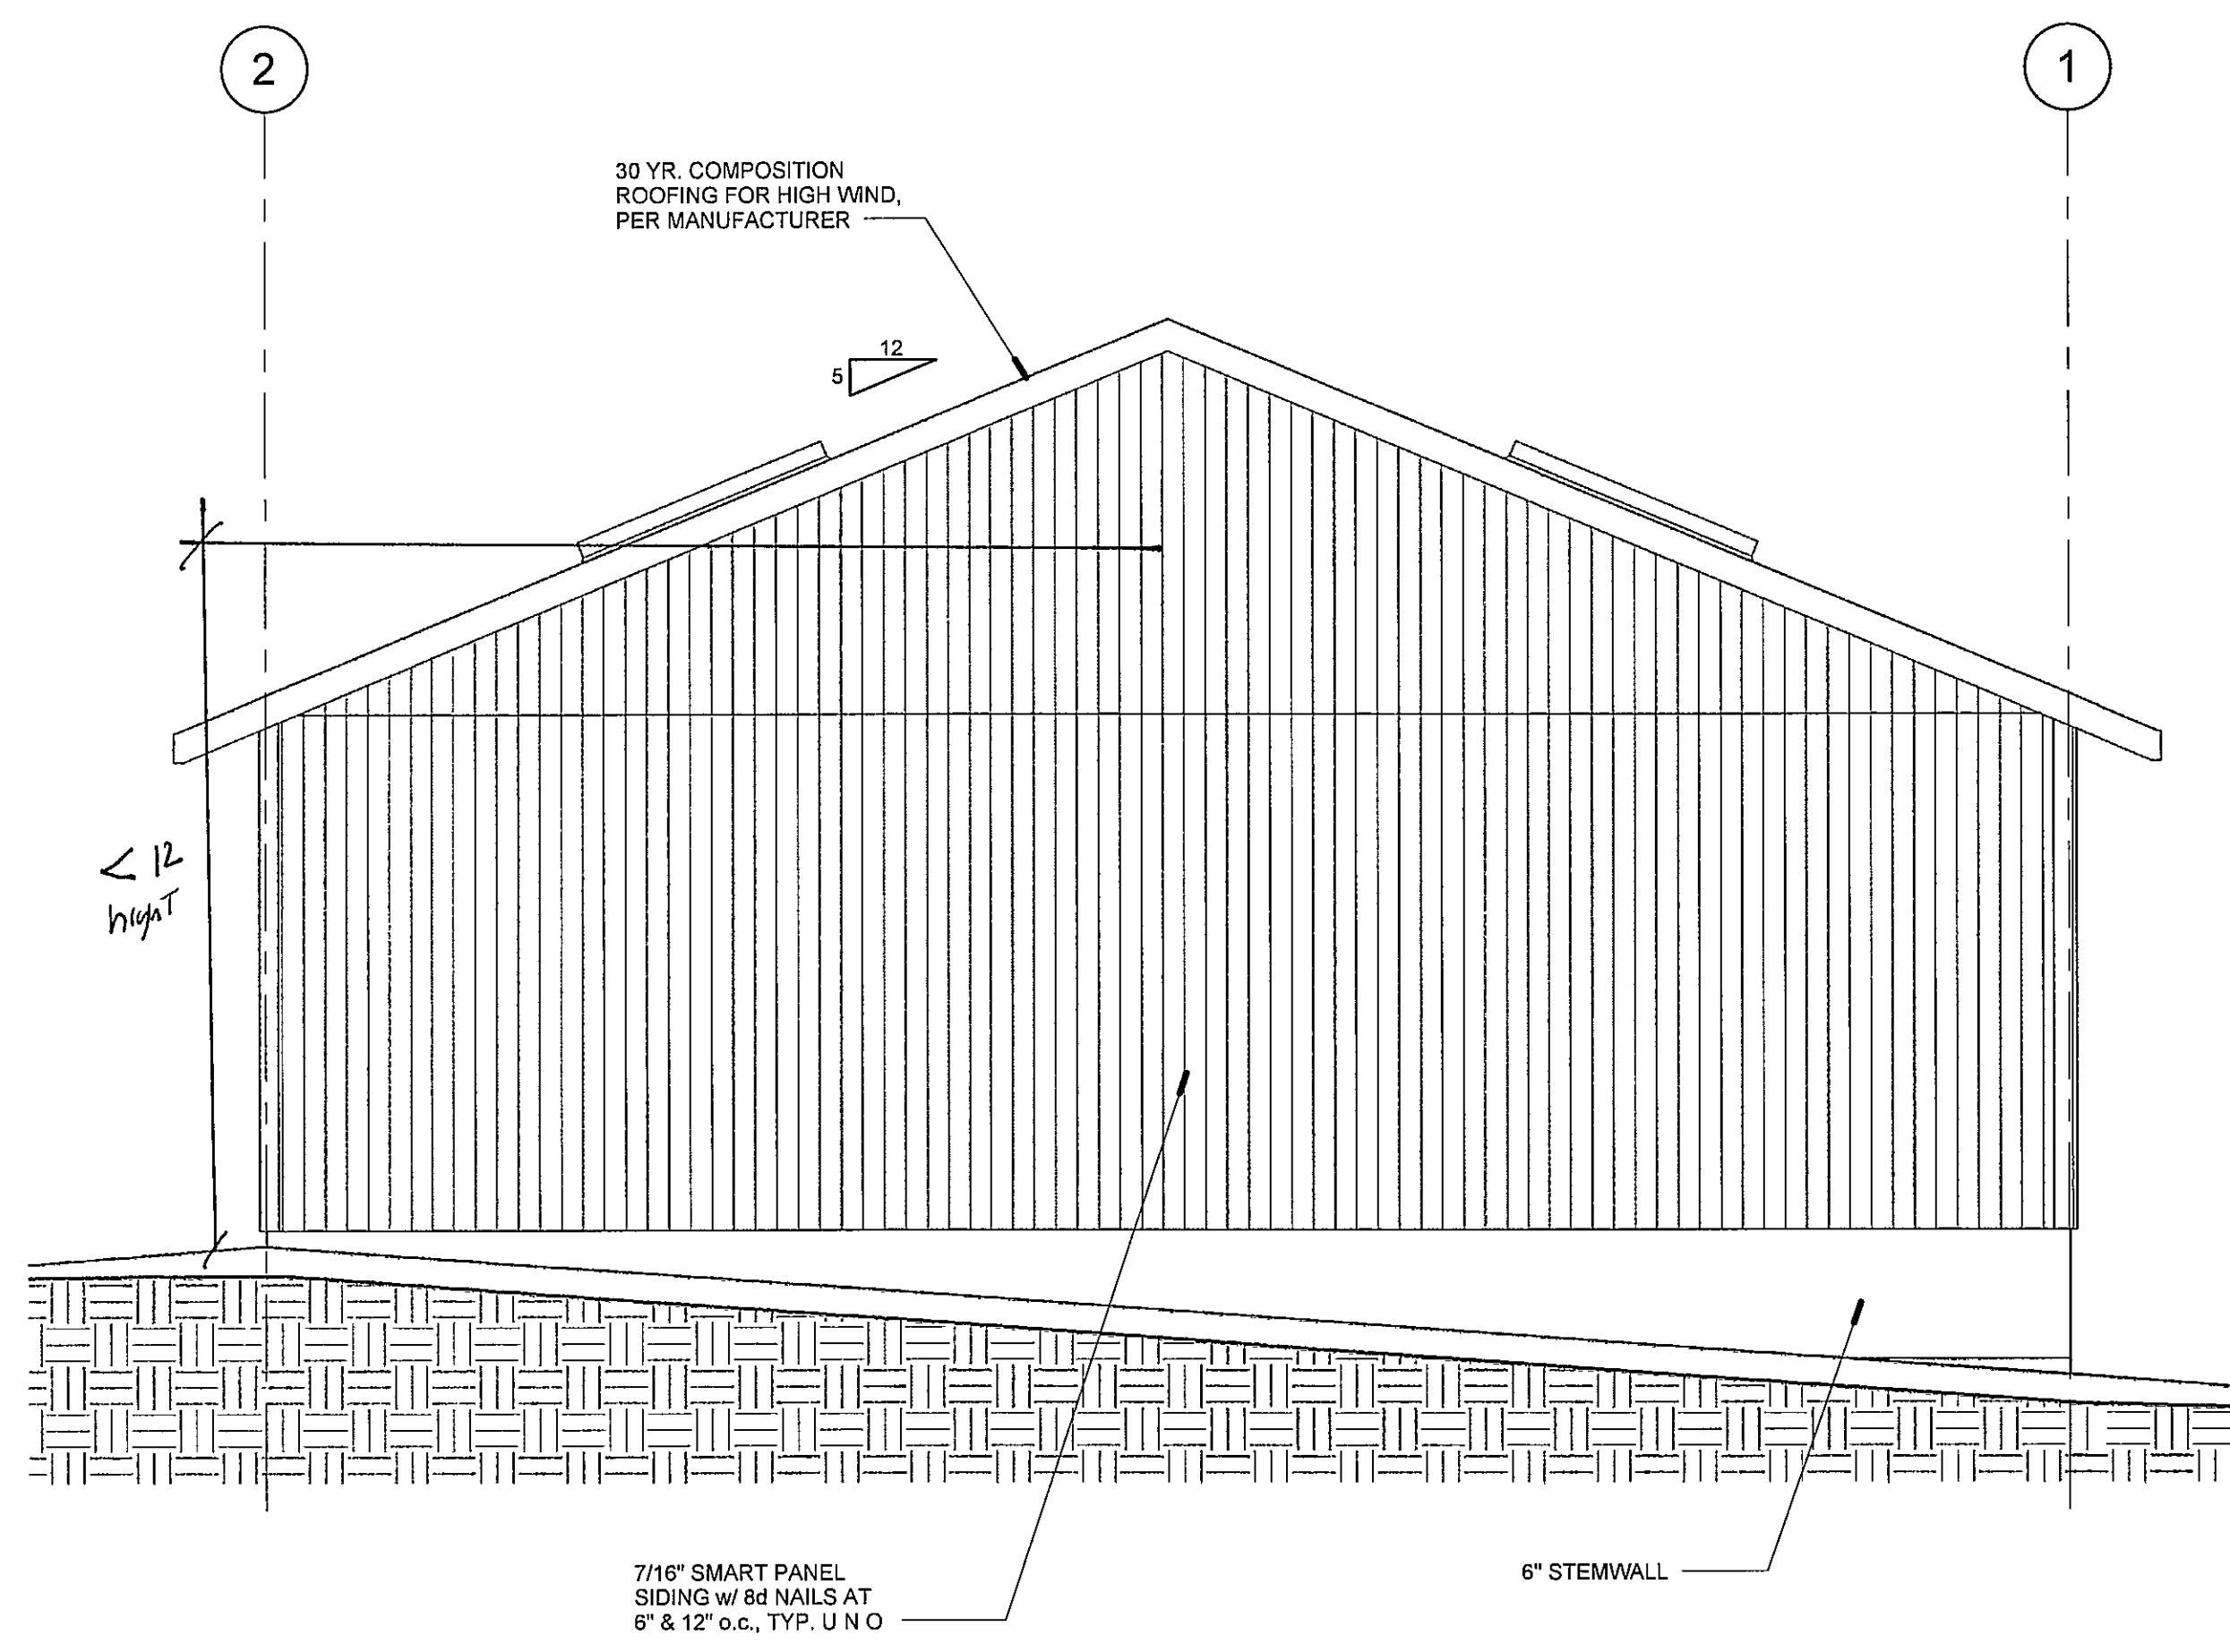 2
1
30 YR. COMPOSITION
ROOFING FOR HIGH WIND,
PER MANUFACTURER
12
5
< 12
hight
7/16" SMART PANEL
SIDING w/ 8d NAILS AT
6" & 12" o.c., TYP. U N O
6" STEMWALL